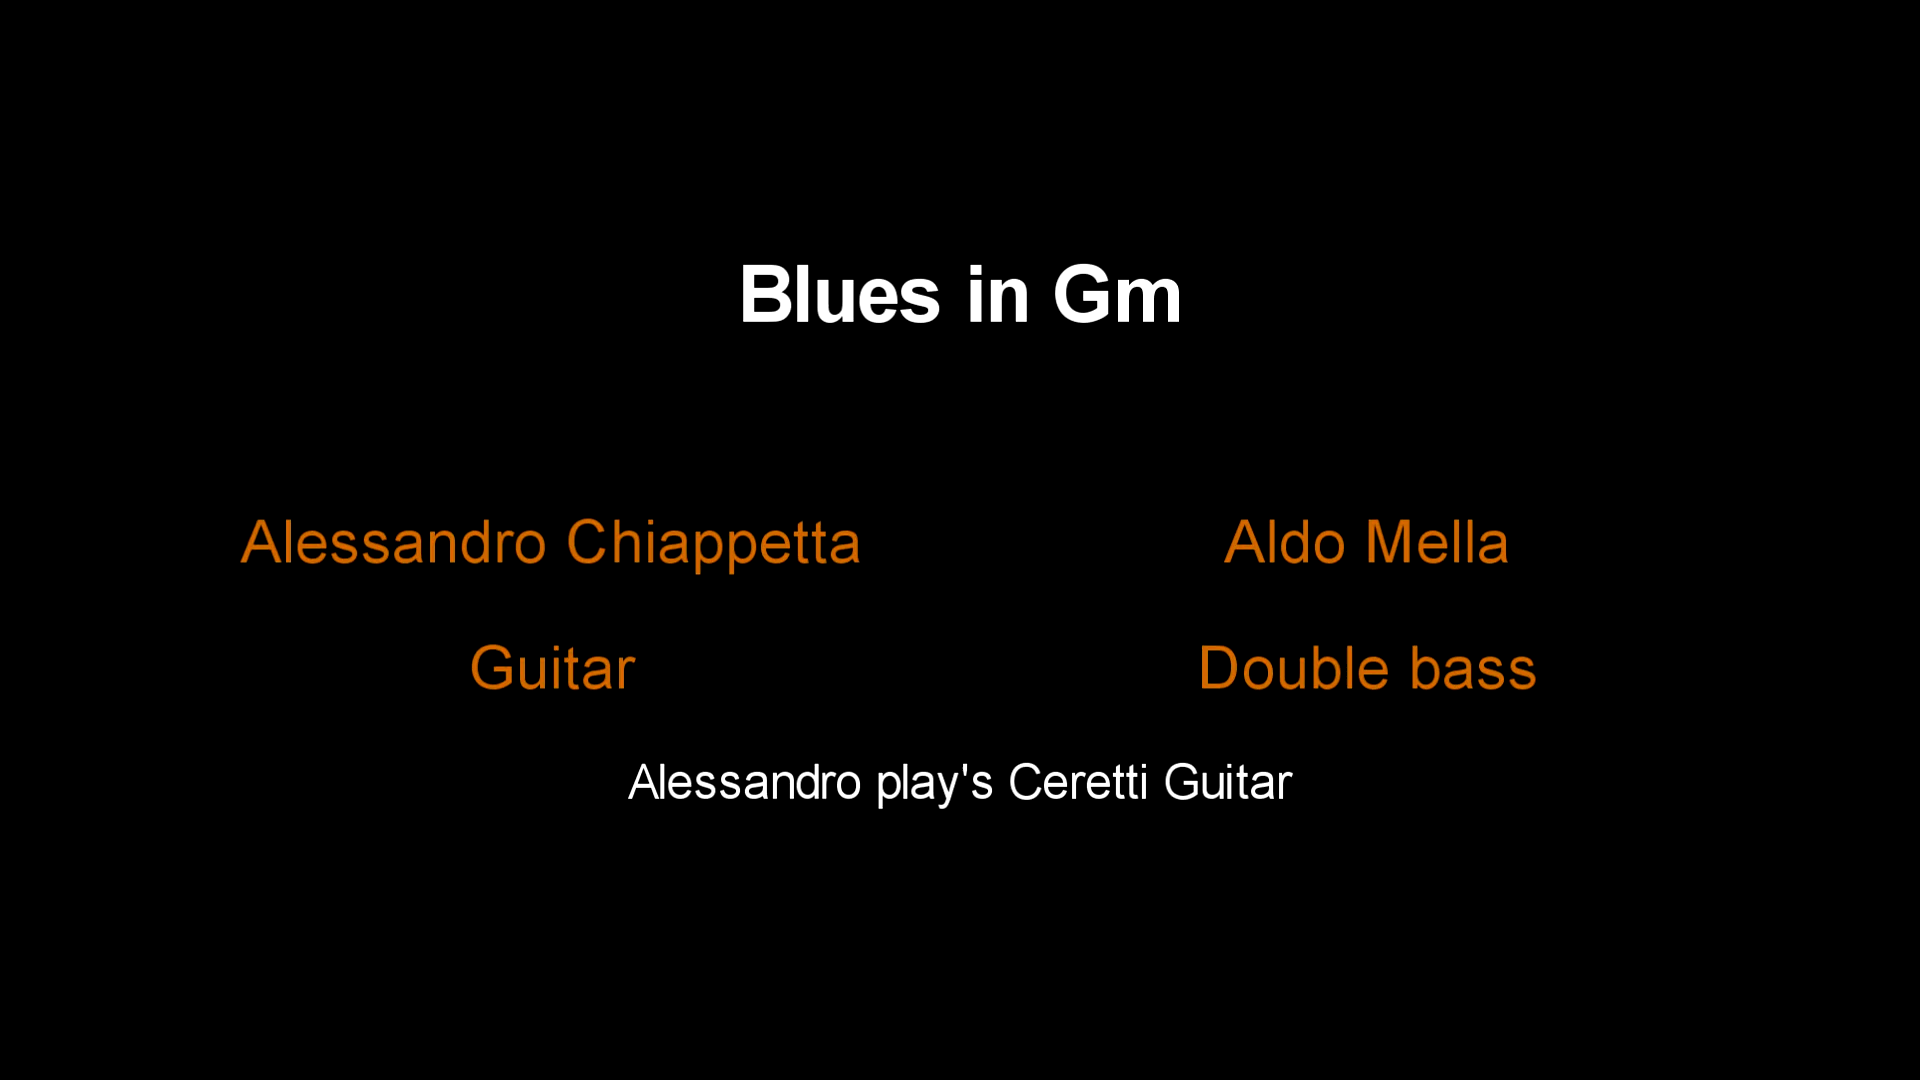 Blues in Gm
Alessandro Chiappetta
Aldo Mella
Guitar
Double bass
Alessandro play's Ceretti Guitar